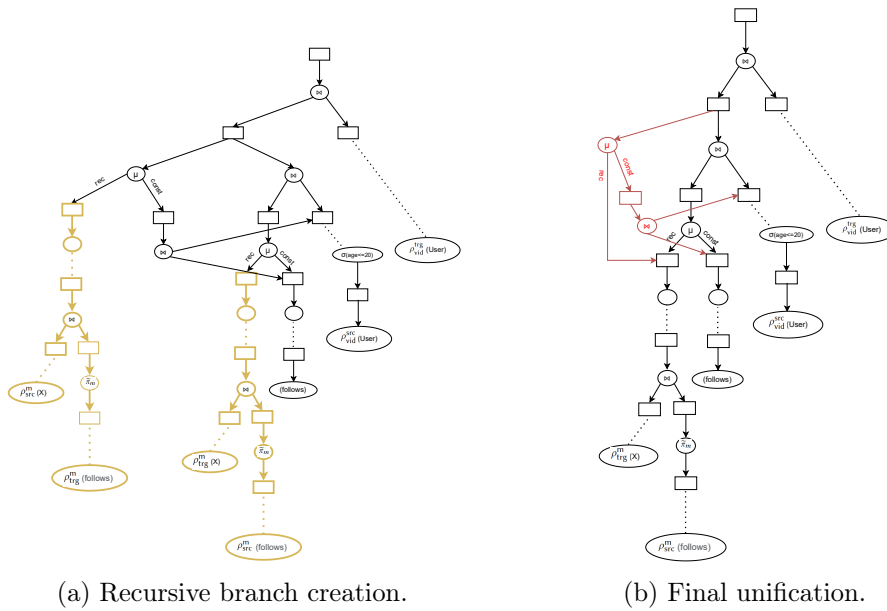 ⋈
⋈
rec
μ
const
⋈
⋈
rec
μ
const
σ(age<=20)
ρ^trg_vid (User)
ρ^src_vid (User)
⋈
ρ^m_src (X)
π̄_m
ρ^m_trg (follows)
(follows)
⋈
ρ^m_trg (X)
π̄_m
ρ^m_src (follows)
(a) Recursive branch creation.
⋈
μ
rec
const
⋈
⋈
rec
μ
const
σ(age<=20)
ρ^trg_vid (User)
ρ^src_vid (User)
(follows)
⋈
ρ^m_trg (X)
π̄_m
ρ^m_src (follows)
(b) Final unification.